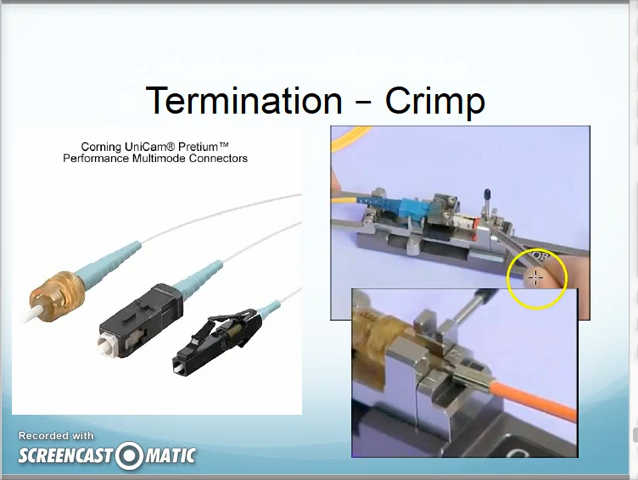 Termination – Crimp
Corning UniCam® Pretium™
Performance Multimode Connectors
Recorded with
SCREENCAST-O-MATIC